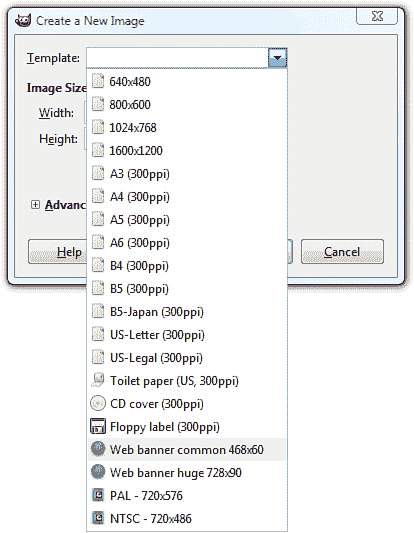 Create a New Image
Template:
640x480
Image Size
800x600
Width:
1024x768
Height:
1600x1200
A3 (300ppi)
A4 (300ppi)
Advanc
A5 (300ppi)
A6 (300ppi)
Help
Cancel
B4 (300ppi)
B5 (300ppi)
B5-Japan (300ppi)
US-Letter (300ppi)
US-Legal (300ppi)
Toilet paper (US, 300ppi)
CD cover (300ppi)
Floppy label (300ppi)
Web banner common 468x60
Web banner huge 728x90
PAL - 720x576
NTSC - 720x486